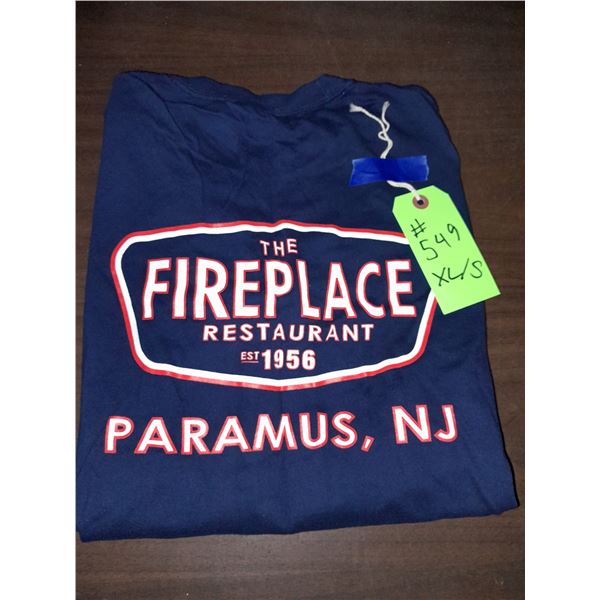 THE
FIREPLACE
RESTAURANT
EST 1956
PARAMUS, NJ
#
549
XL/S